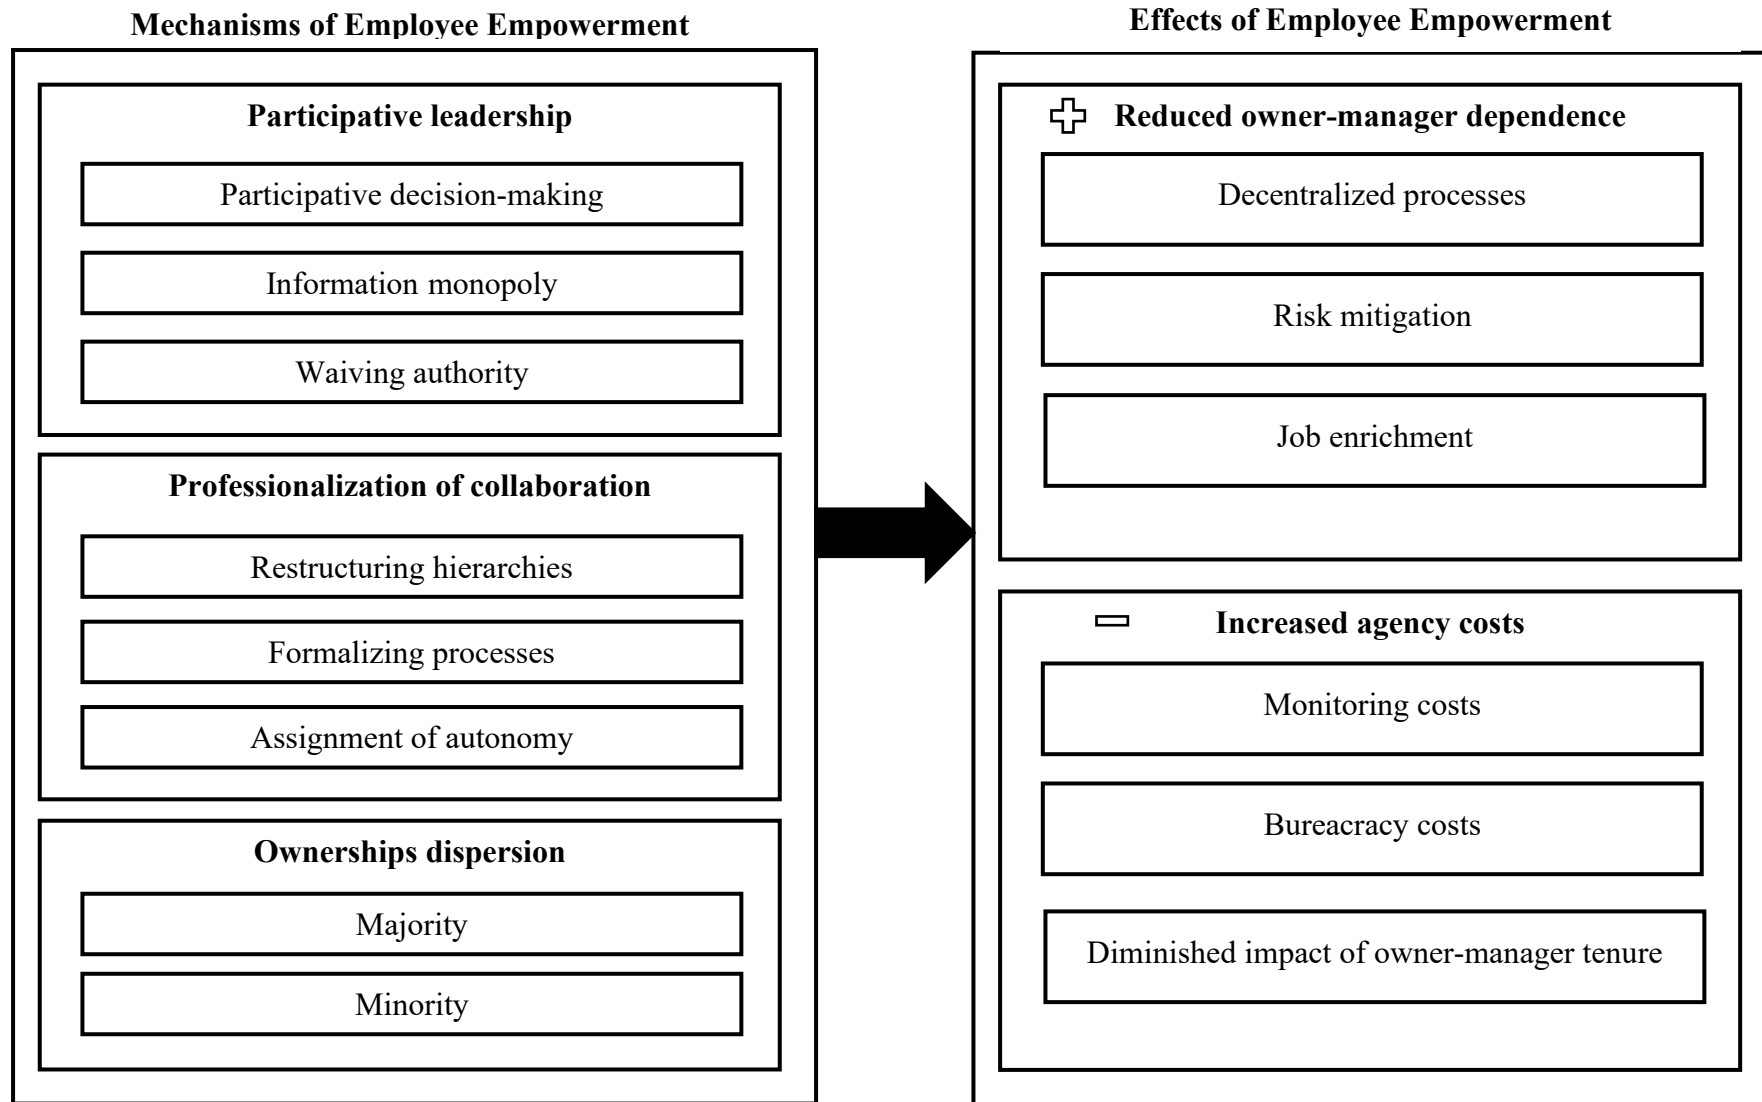 Mechanisms of Employee Empowerment
Participative leadership
Participative decision-making
Information monopoly
Waiving authority
Professionalization of collaboration
Restructuring hierarchies
Formalizing processes
Assignment of autonomy
Ownerships dispersion
Majority
Minority
Effects of Employee Empowerment
Reduced owner-manager dependence
Decentralized processes
Risk mitigation
Job enrichment
Increased agency costs
Monitoring costs
Bureacracy costs
Diminished impact of owner-manager tenure